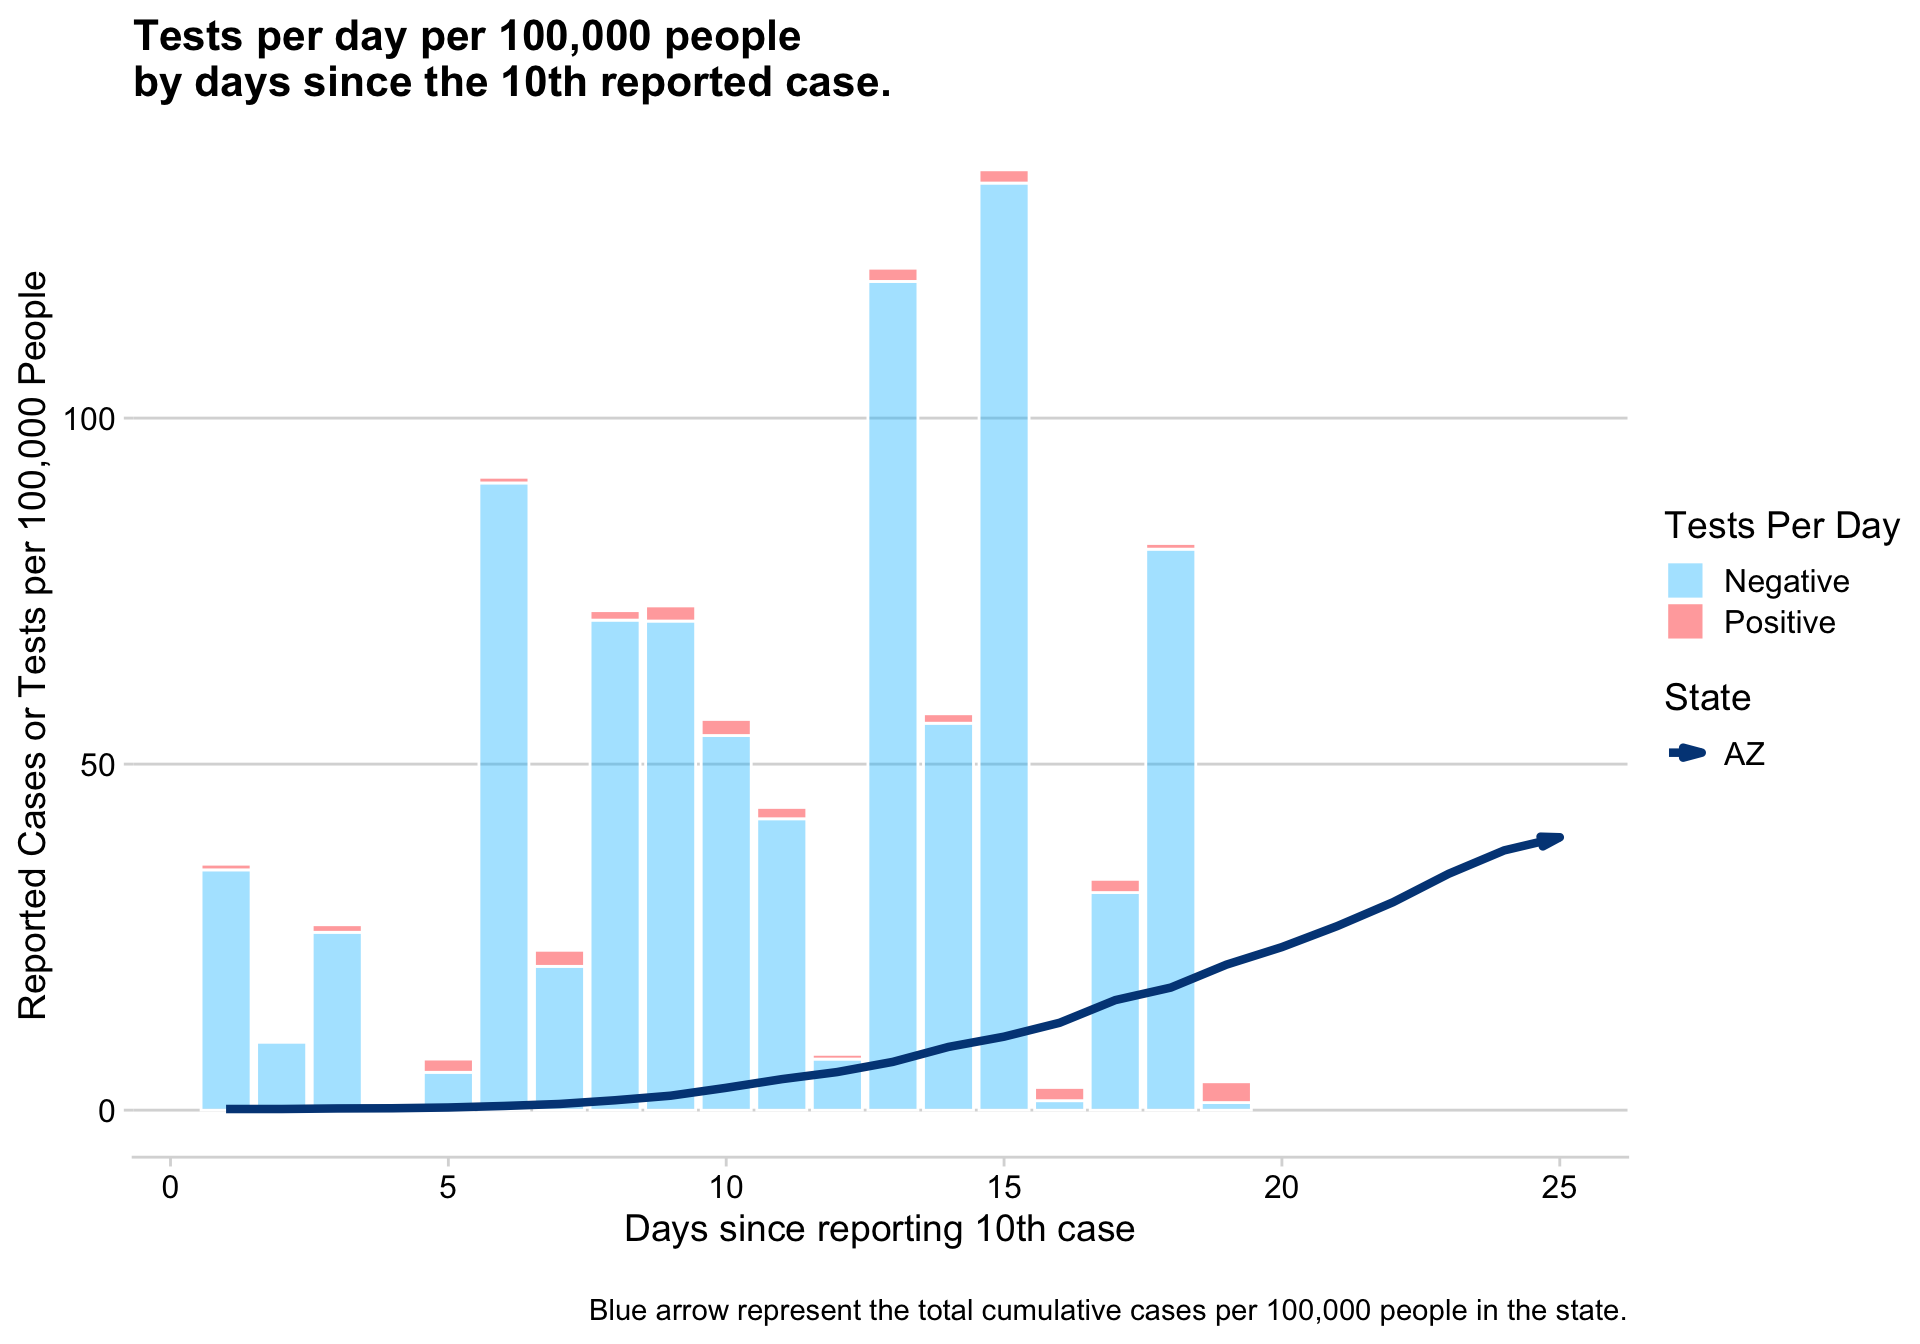 Tests per day per 100,000 people
by days since the 10th reported case.
Reported Cases or Tests per 100,000 People
100
50
0
0 5 10 15 20 25
Days since reporting 10th case
Tests Per Day
Negative
Positive
State
AZ
Blue arrow represent the total cumulative cases per 100,000 people in the state.